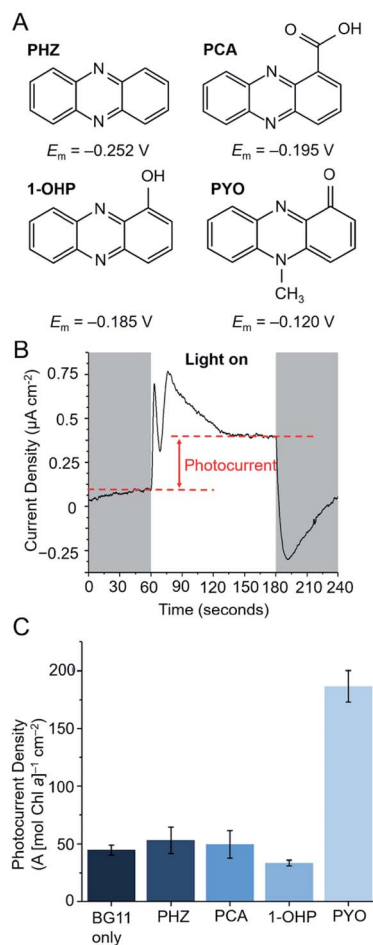 A
PHZ
N
N
Em = –0.252 V
PCA
O
OH
N
N
Em = –0.195 V
1-OHP
OH
N
N
Em = –0.185 V
PYO
O
N
N
CH3
Em = –0.120 V
B
Light on
Current Density (µA cm-2)
0.75
0.5
0.25
0
–0.25
Photocurrent
0 30 60 90 120 150 180 210 240
Time (seconds)
C
Photocurrent Density
(A [mol Chl a]–1 cm–2)
200
150
100
50
0
BG11
only
PHZ
PCA
1-OHP
PYO